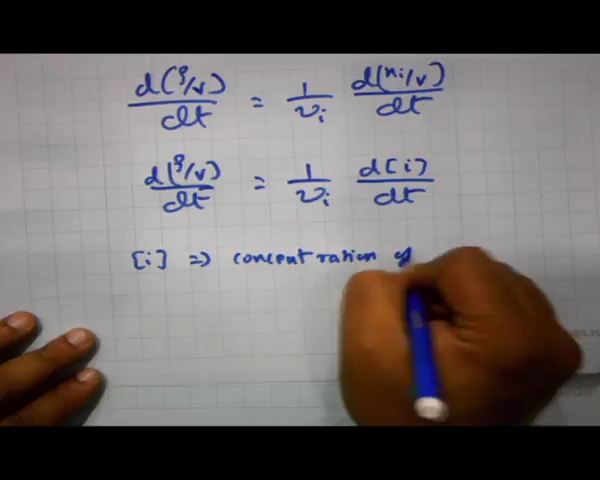 d(ξ/v)/dt = 1/νi d(ni/v)/dt
d(ξ/v)/dt = 1/νi d[i]/dt
[i] => concentration of